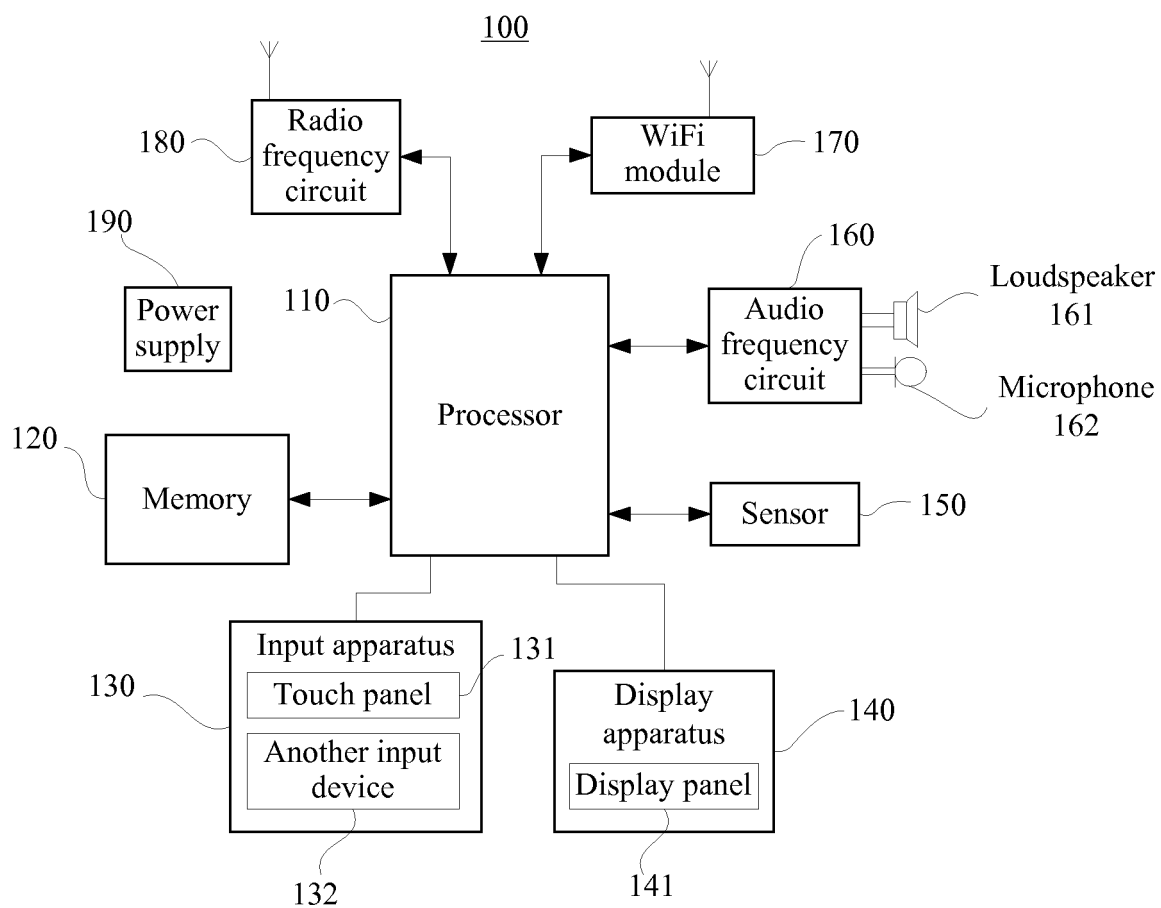 100
Radio
frequency
circuit
180
WiFi
module
170
190
Power
supply
110
Processor
160
Audio
frequency
circuit
Loudspeaker
161
Microphone
162
120
Memory
Sensor
150
Input apparatus
131
Touch panel
130
Another input
device
132
Display
apparatus
140
Display panel
141